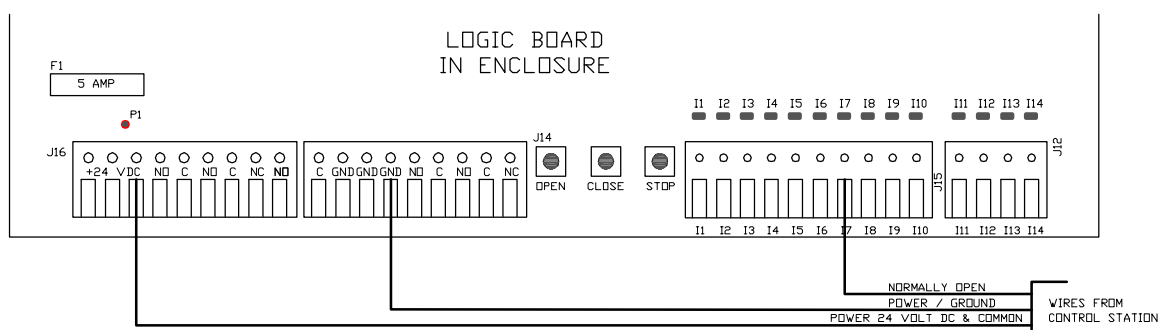 LOGIC BOARD
IN ENCLOSURE
F1
5 AMP
P1
I1 I2 I3 I4 I5 I6 I7 I8 I9 I10 I11 I12 I13 I14
J16 J14 J15 J12
+24 VDC NO C NO C NC NO C GND GND GND NO C NO C NC
OPEN CLOSE STOP
I1 I2 I3 I4 I5 I6 I7 I8 I9 I10 I11 I12 I13 I14
NORMALLY OPEN
POWER / GROUND
POWER 24 VOLT DC & COMMON
WIRES FROM
CONTROL STATION